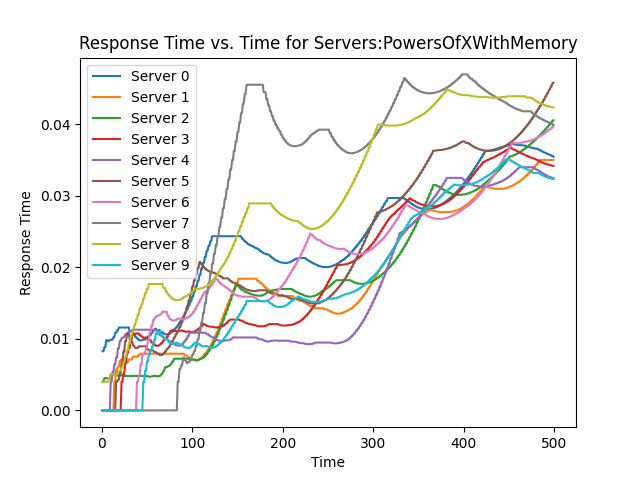 Response Time vs. Time for Servers:PowersOfXWithMemory
Server 0
Server 1
Server 2
Server 3
Server 4
Server 5
Server 6
Server 7
Server 8
Server 9
0.04
0.03
0.02
0.01
0.00
Response Time
0 100 200 300 400 500
Time